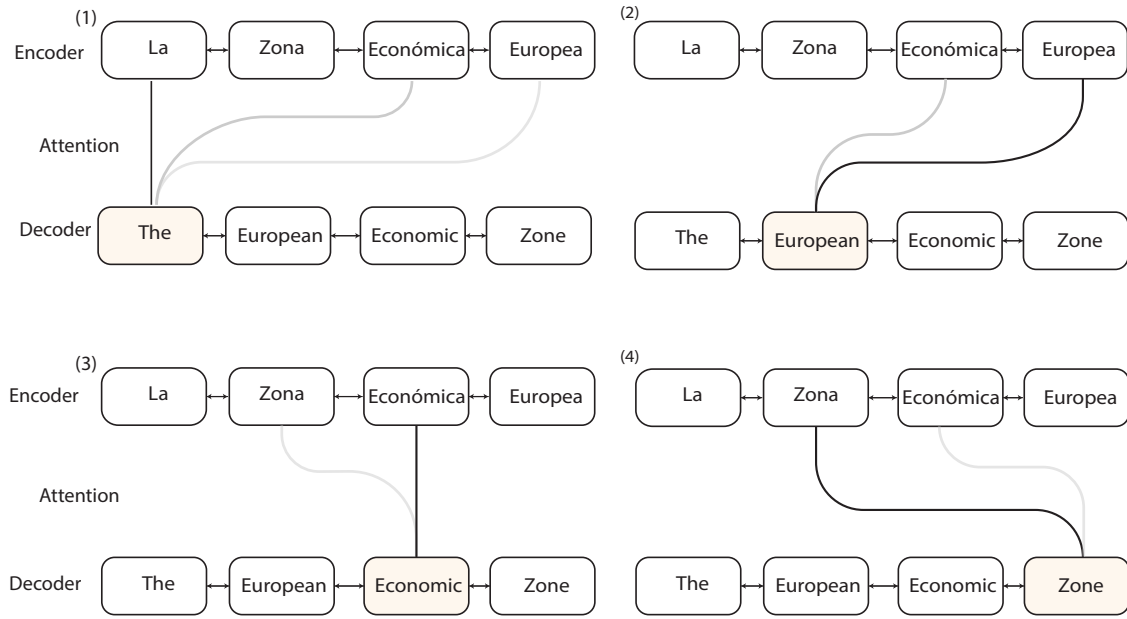 (1)
Encoder La Zona Económica Europea
Attention
Decoder The European Economic Zone
(2)
La Zona Económica Europea
The European Economic Zone
(3)
Encoder La Zona Económica Europea
Attention
Decoder The European Economic Zone
(4)
La Zona Económica Europea
The European Economic Zone